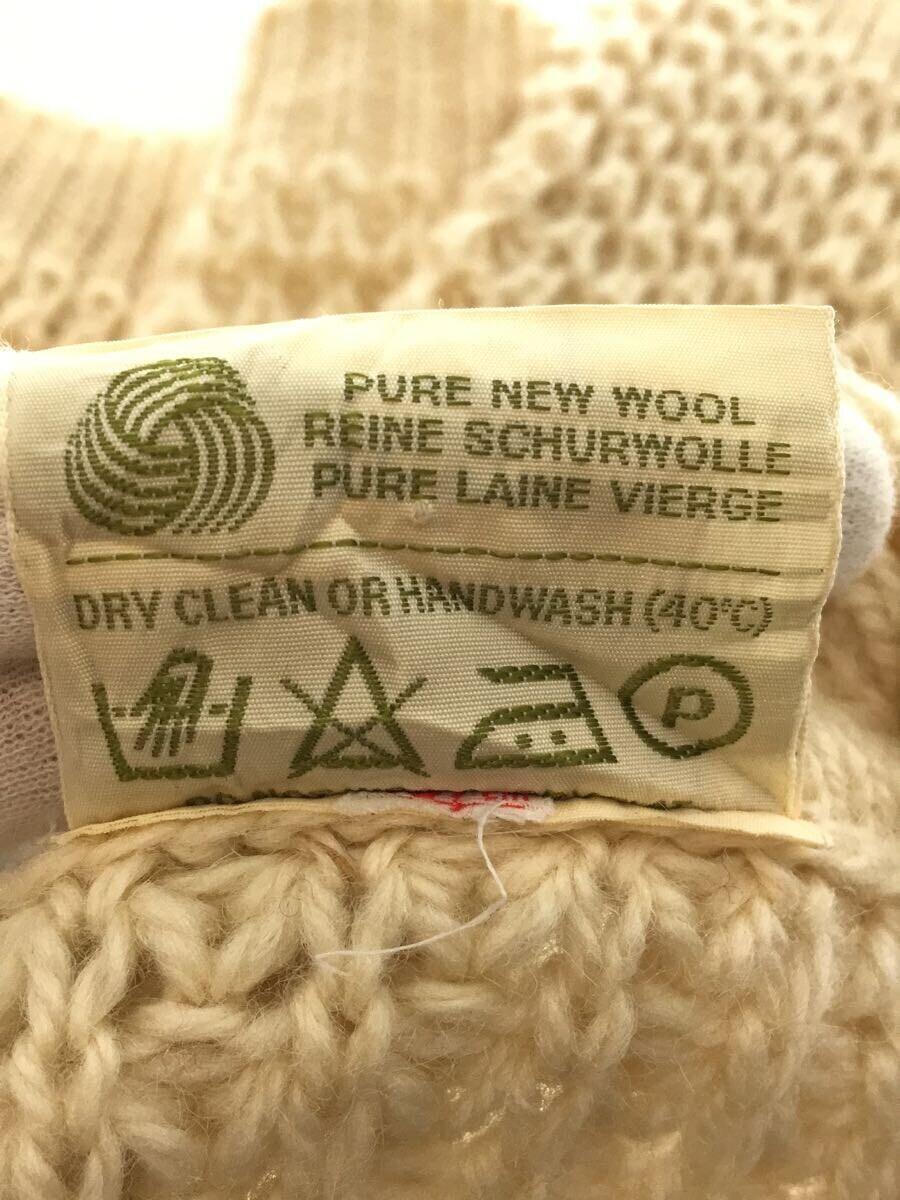 PURE NEW WOOL
REINE SCHURWOLLE
PURE LAINE VIERGE
DRY CLEAN OR HANDWASH (40°C)
P